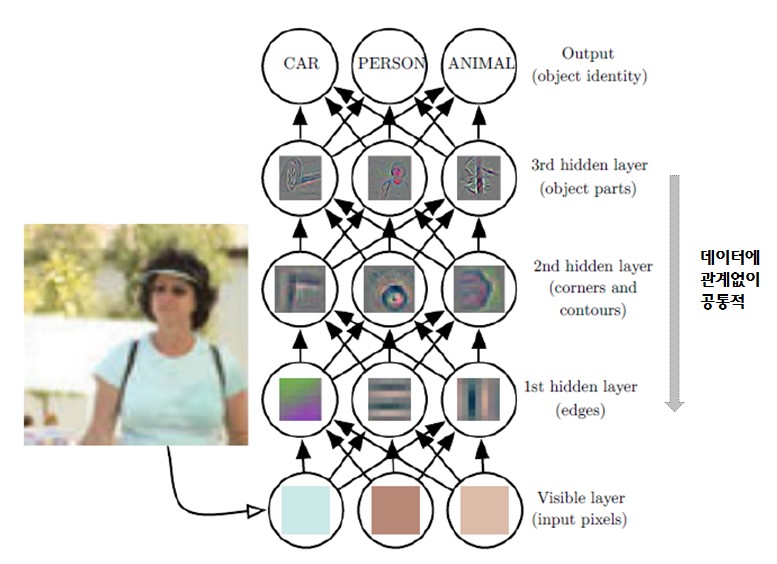 CAR
PERSON
ANIMAL
Output
(object identity)
3rd hidden layer
(object parts)
2nd hidden layer
(corners and
contours)
1st hidden layer
(edges)
Visible layer
(input pixels)
데이터에
관계없이
공통적